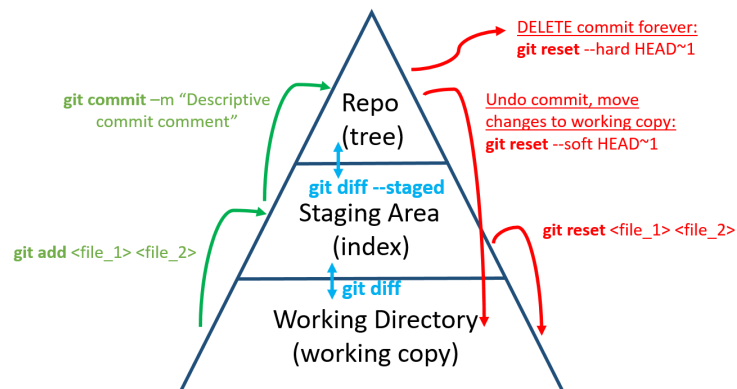 DELETE commit forever:
git reset --hard HEAD~1
git commit –m “Descriptive
commit comment”
Repo
(tree)
Undo commit, move
changes to working copy:
git reset --soft HEAD~1
git diff --staged
Staging Area
(index)
git add <file_1> <file_2>
git reset <file_1> <file_2>
git diff
Working Directory
(working copy)